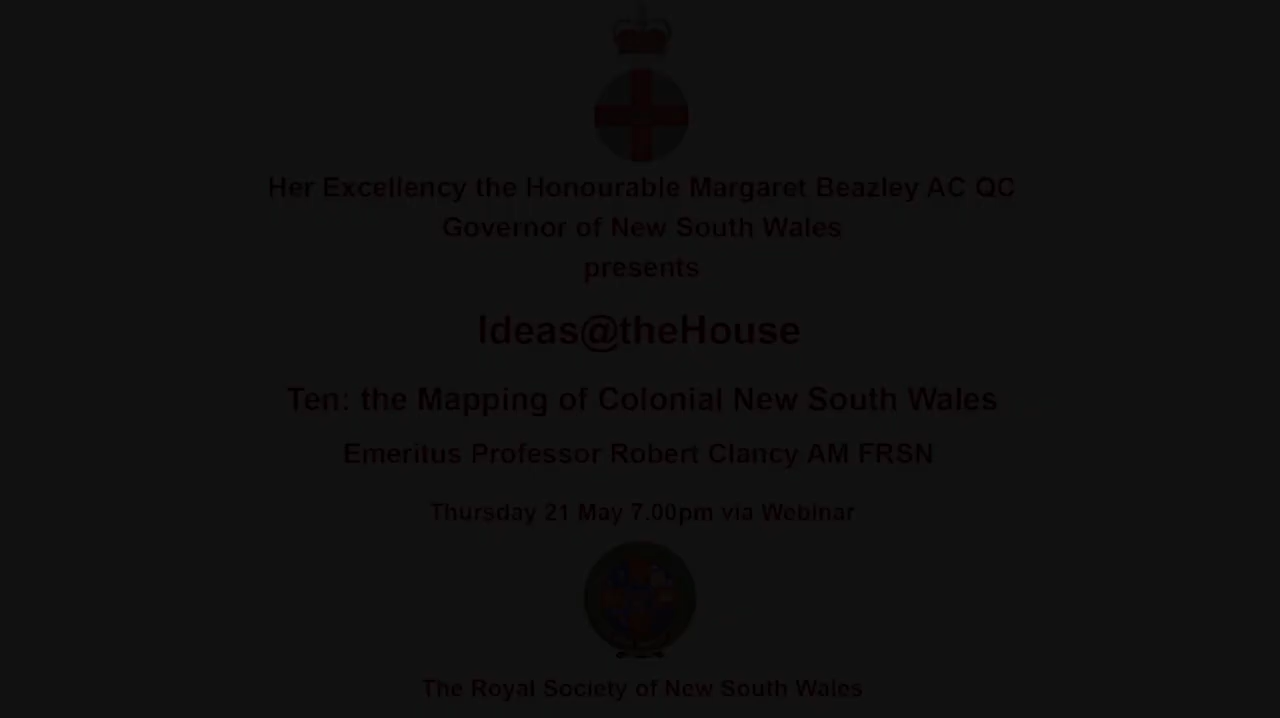 Her Excellency the Honourable Margaret Beazley AC QC
Governor of New South Wales
presents
Ideas@theHouse
Ten: the Mapping of Colonial New South Wales
Emeritus Professor Robert Clancy AM FRSN
Thursday 21 May 7.00pm via Webinar
The Royal Society of New South Wales